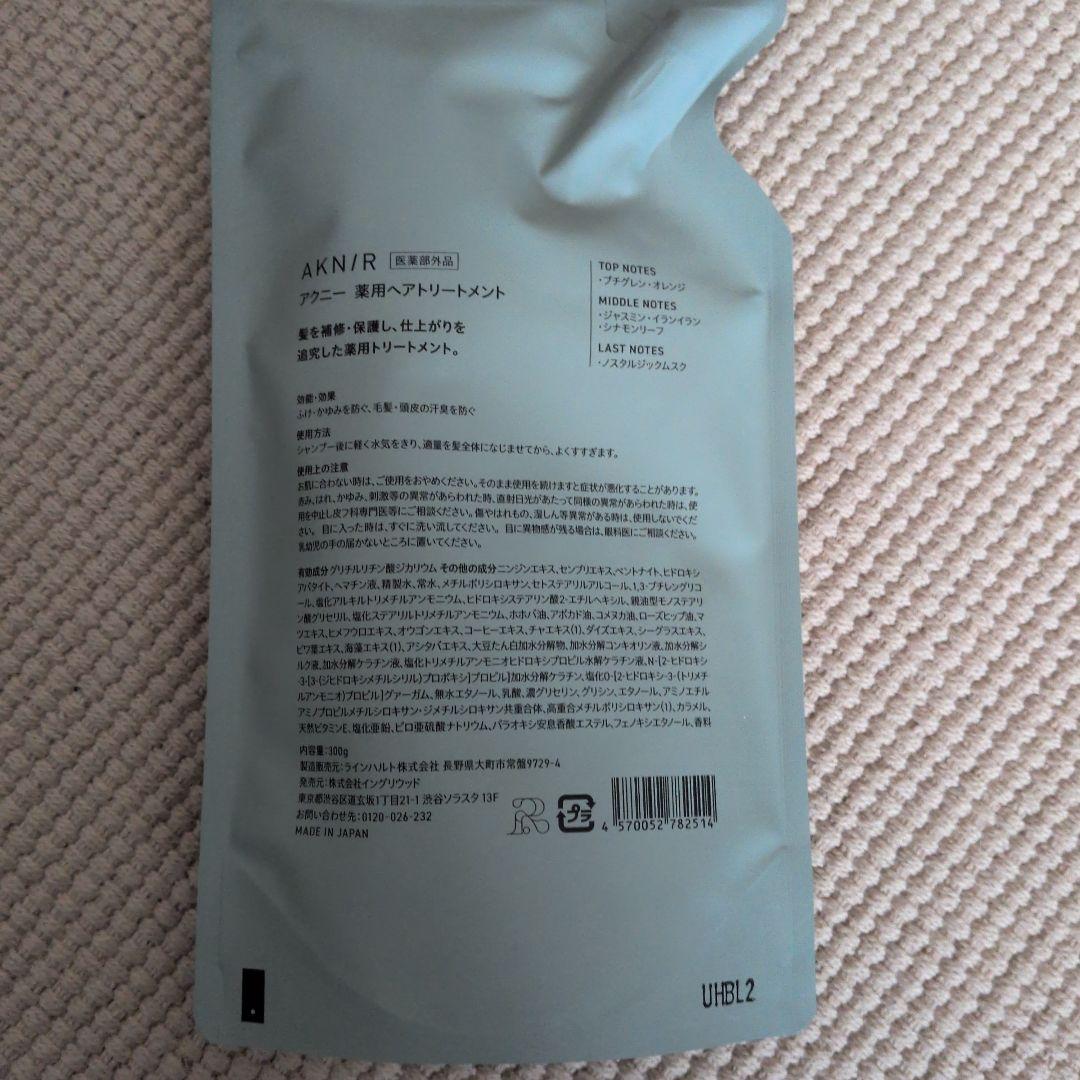 AKN/R 医薬部外品
アクニー 薬用ヘアトリートメント
髪を補修・保護し、仕上がりを
追究した薬用トリートメント。
TOP NOTES
・プチグレン・オレンジ
MIDDLE NOTES
・ジャスミン・イランイラン
・シナモンリーフ
LAST NOTES
・ノスタルジックムスク
効能・効果
ふけ・かゆみを防ぐ、毛髪・頭皮の汗臭を防ぐ
使用方法
シャンプー後に軽く水気をきり、適量を髪全体になじませてから、よくすすぎます。
使用上の注意
お肌に合わない時は、ご使用をおやめください。そのまま使用を続けますと症状が悪化することがあります。
赤み、はれ、かゆみ、刺激等の異常があらわれた時、直射日光があたって同様の異常があらわれた時は、使
用を中止し皮フ科専門医等にご相談ください。傷やはれもの、湿しん等異常がある時は、使用しないでくだ
さい。 目に入った時は、すぐに洗い流してください。 目に異物感が残る場合は、眼科医にご相談ください。
乳幼児の手の届かないところに置いてください。
有効成分グリチルリチン酸ジカリウム その他の成分ニンジンエキス、センブリエキス、ベントナイト、ヒドロキシ
アパタイト、ヘマチン液、精製水、常水、メチルポリシロキサン、セトステアリルアルコール、1,3-ブチレングリコ
ール、塩化アルキルトリメチルアンモニウム、ヒドロキシステアリン酸2-エチルヘキシル、親油型モノステアリ
ン酸グリセリル、塩化ステアリルトリメチルアンモニウム、ホホバ油、アボカド油、コメヌカ油、ローズヒップ油、マ
ツエキス、ヒメフウロエキス、オウゴンエキス、コーヒーエキス、チャエキス(1)、ダイズエキス、シーグラスエキス、
ビワ葉エキス、海藻エキス(1)、アシタバエキス、大豆たん白加水分解物、加水分解コンキオリン液、加水分解シ
ルク液、加水分解ケラチン液、塩化トリメチルアンモニオヒドロキシプロピル加水分解ケラチン液、N-[2-ヒドロキシ
-3-[3-(ジヒドロキシメチルシリル)プロポキシ]プロピル]加水分解ケラチン、塩化O-[2-ヒドロキシ-3-(トリメチ
ルアンモニオ)プロピル]グァーガム、無水エタノール、乳酸、濃グリセリン、グリシン、エタノール、アミノエチル
アミノプロピルメチルシロキサン・ジメチルシロキサン共重合体、高重合メチルポリシロキサン(1)、カラメル、
天然ビタミンE、塩化亜鉛、ピロ亜硫酸ナトリウム、パラオキシ安息香酸エステル、フェノキシエタノール、香料
内容量:300g
製造販売元:ラインハルト株式会社 長野県大町市常盤9729-4
発売元:株式会社イングリウッド
東京都渋谷区道玄坂1丁目21-1 渋谷ソラスタ 13F
お問い合わせ先:0120-026-232
MADE IN JAPAN
R
プラ
4 570052 782514
UHBL2